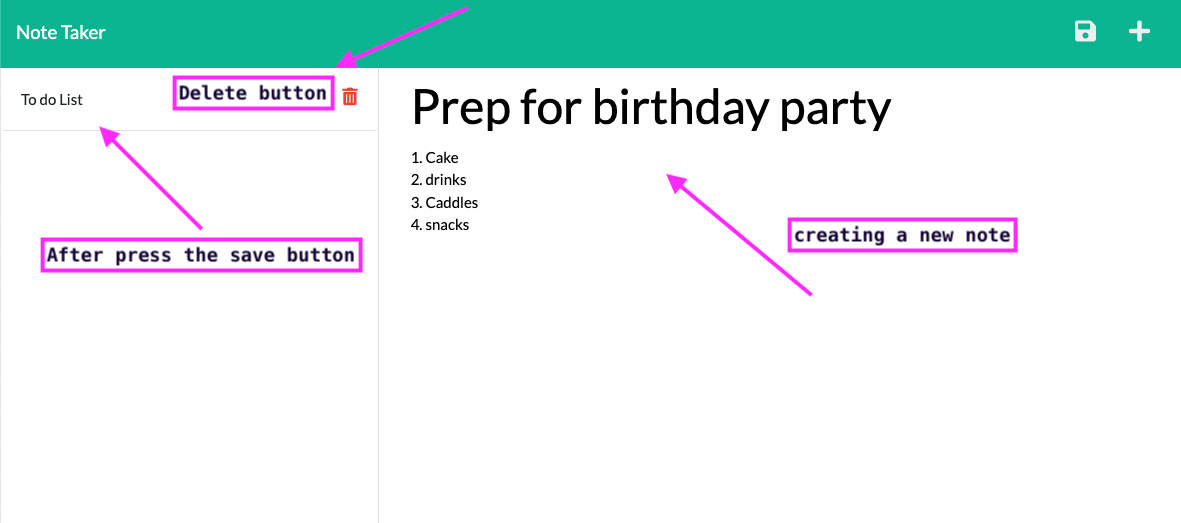 Note Taker
To do List
Delete button
After press the save button
Prep for birthday party
1. Cake
2. drinks
3. Caddles
4. snacks
creating a new note